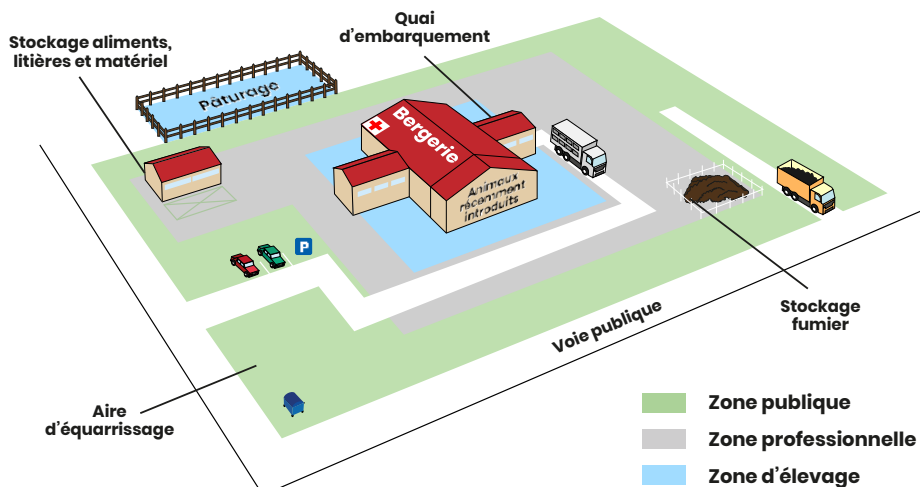 Quai
d'embarquement
Stockage aliments,
litières et matériel
Pâturage
Bergerie
Animaux
récemment
introduits
P
Stockage
fumier
Voie publique
Aire
d'équarrissage
Zone publique
Zone professionnelle
Zone d'élevage